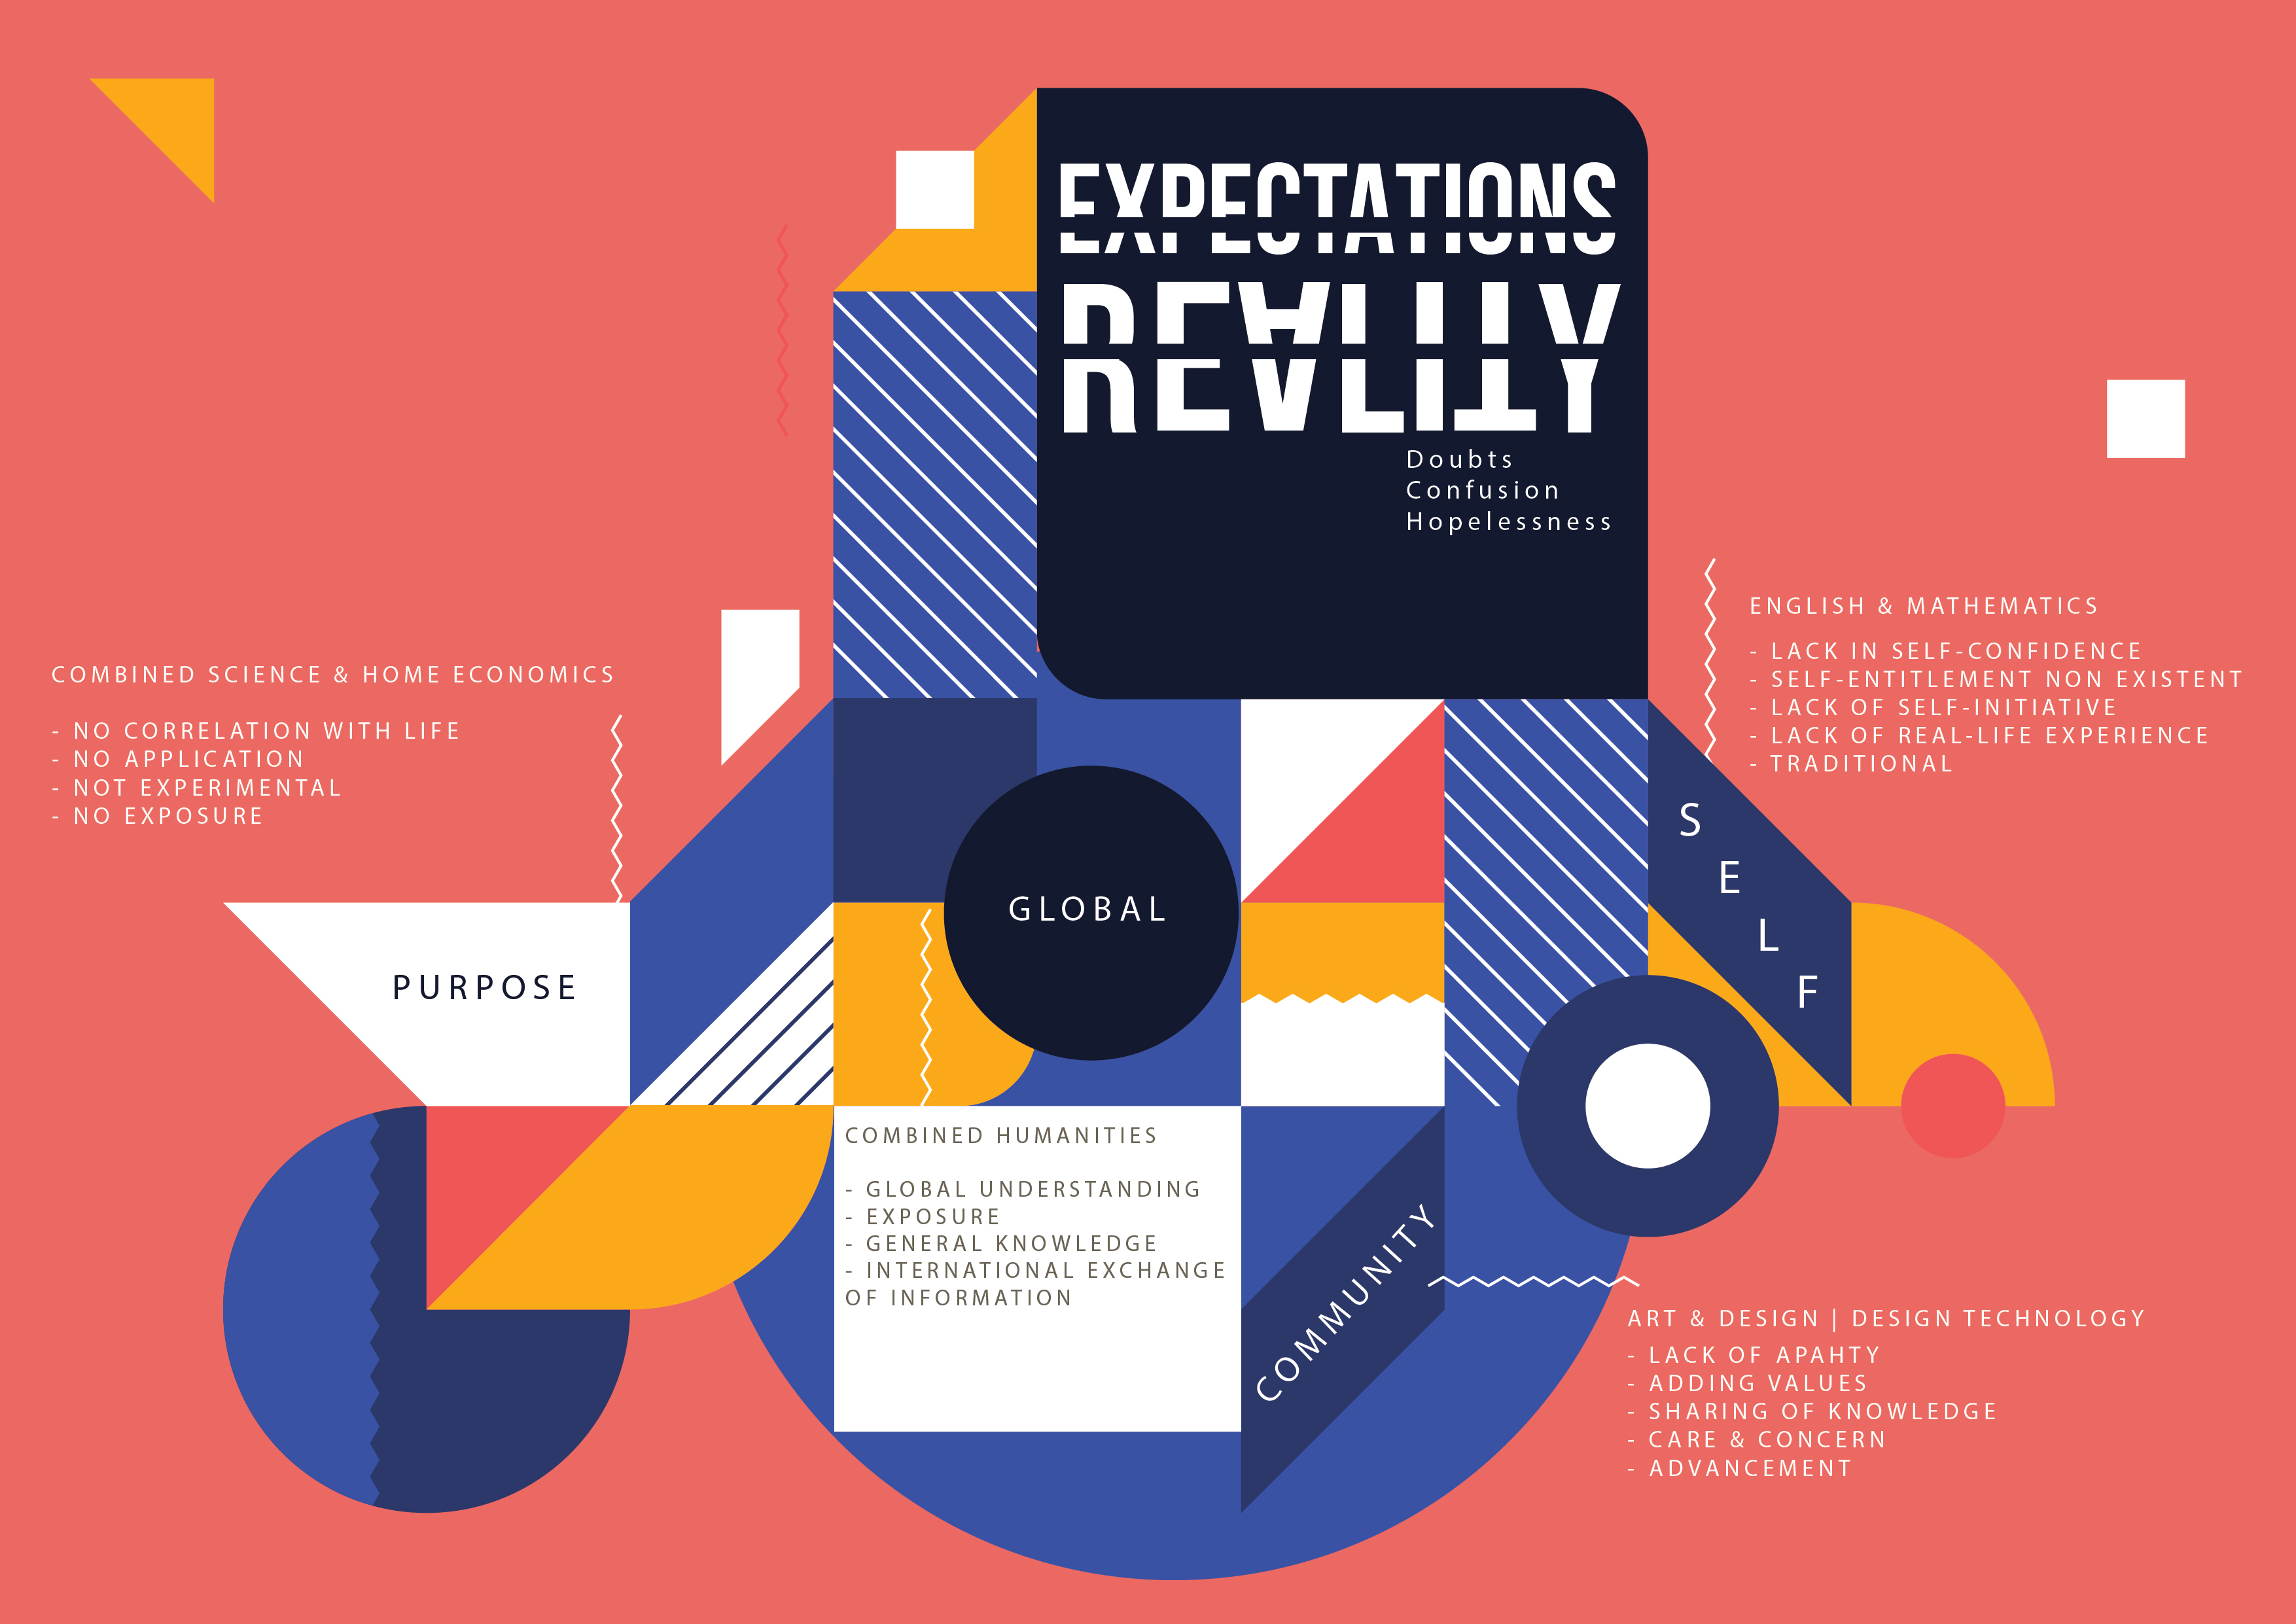 EXPECTATIONS
REALITY
Doubts
Confusion
Hopelessness
ENGLISH & MATHEMATICS
- LACK IN SELF-CONFIDENCE
- SELF-ENTITLEMENT NON EXISTENT
- LACK OF SELF-INITIATIVE
- LACK OF REAL-LIFE EXPERIENCE
- TRADITIONAL
COMBINED SCIENCE & HOME ECONOMICS
- NO CORRELATION WITH LIFE
- NO APPLICATION
- NOT EXPERIMENTAL
- NO EXPOSURE
SELF
GLOBAL
PURPOSE
COMBINED HUMANITIES
- GLOBAL UNDERSTANDING
- EXPOSURE
- GENERAL KNOWLEDGE
- INTERNATIONAL EXCHANGE
OF INFORMATION
COMMUNITY
ART & DESIGN | DESIGN TECHNOLOGY
- LACK OF APAHTY
- ADDING VALUES
- SHARING OF KNOWLEDGE
- CARE & CONCERN
- ADVANCEMENT